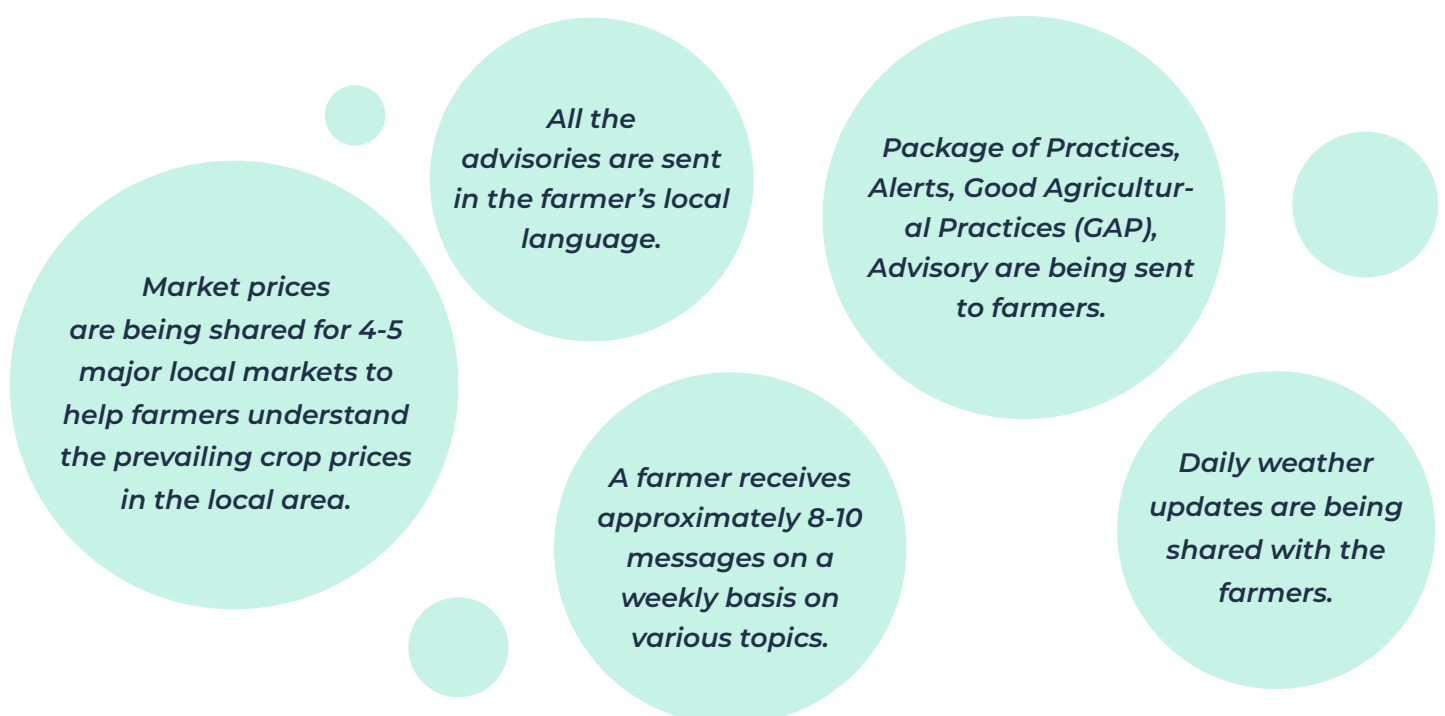 Market prices
are being shared for 4-5
major local markets to
help farmers understand
the prevailing crop prices
in the local area.
All the
advisories are sent
in the farmer’s local
language.
A farmer receives
approximately 8-10
messages on a
weekly basis on
various topics.
Package of Practices,
Alerts, Good Agricultur-
al Practices (GAP),
Advisory are being sent
to farmers.
Daily weather
updates are being
shared with the
farmers.